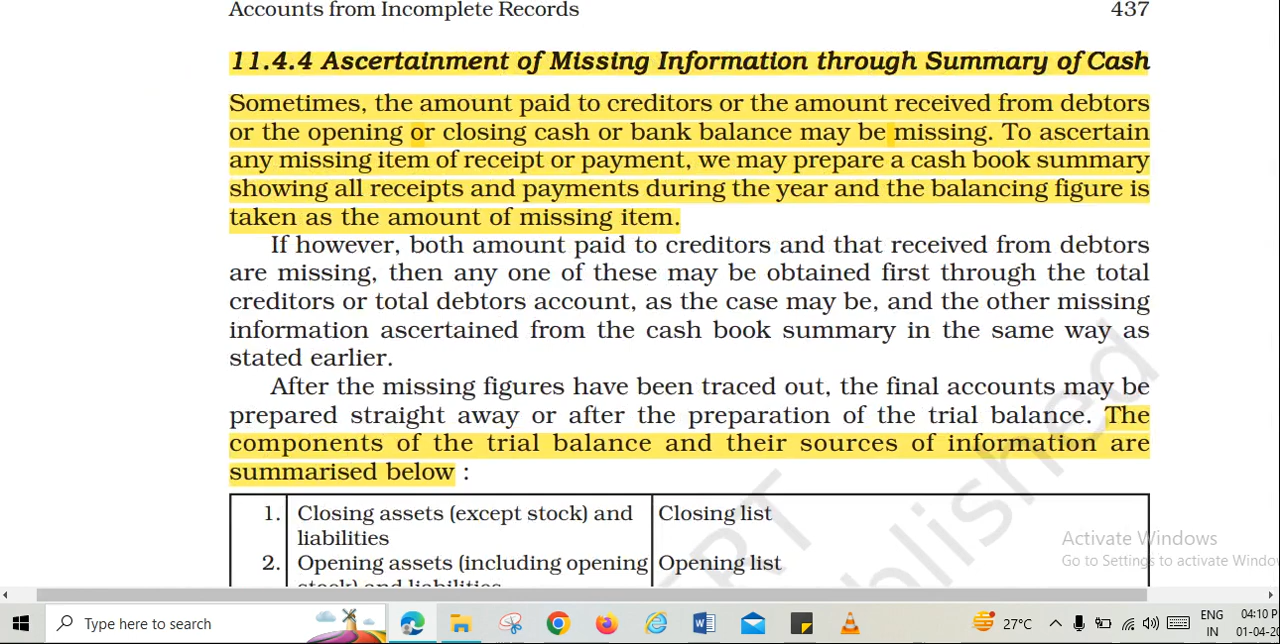 Accounts from Incomplete Records 437
11.4.4 Ascertainment of Missing Information through Summary of Cash
Sometimes, the amount paid to creditors or the amount received from debtors
or the opening or closing cash or bank balance may be missing. To ascertain
any missing item of receipt or payment, we may prepare a cash book summary
showing all receipts and payments during the year and the balancing figure is
taken as the amount of missing item.
If however, both amount paid to creditors and that received from debtors
are missing, then any one of these may be obtained first through the total
creditors or total debtors account, as the case may be, and the other missing
information ascertained from the cash book summary in the same way as
stated earlier.
After the missing figures have been traced out, the final accounts may be
prepared straight away or after the preparation of the trial balance. The
components of the trial balance and their sources of information are
summarised below :
1. Closing assets (except stock) and Closing list
liabilities
2. Opening assets (including opening Opening list
stock) and liabilities
Activate Windows
Go to Settings to activate Windo
Type here to search
27°C
ENG
IN
04:10 P
01-04-2